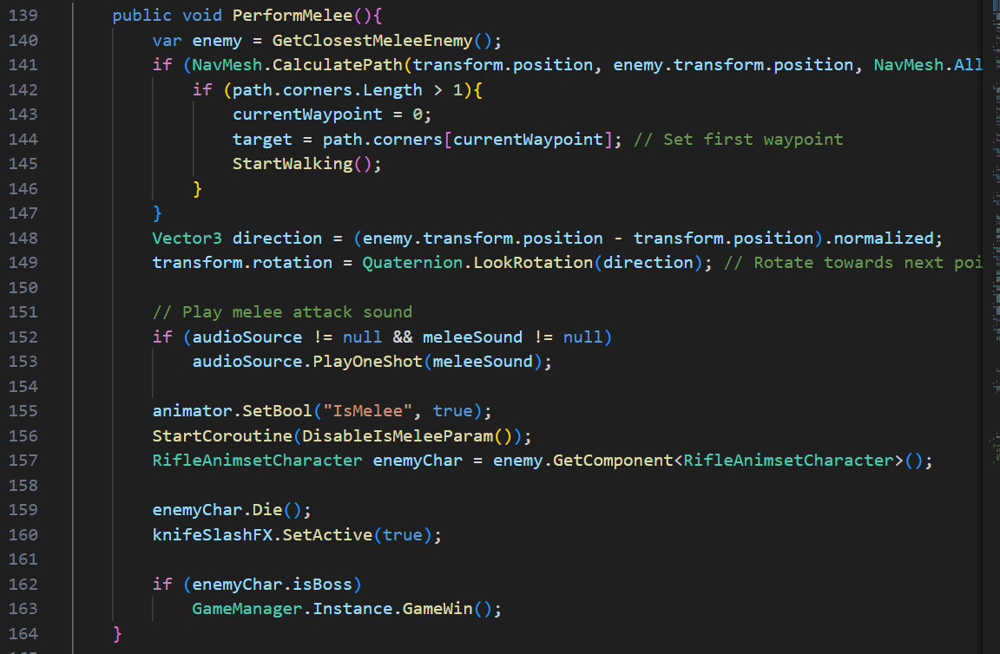 139 public void PerformMelee(){
140 var enemy = GetClosestMeleeEnemy();
141 if (NavMesh.CalculatePath(transform.position, enemy.transform.position, NavMesh.All
142 if (path.corners.Length > 1){
143 currentWaypoint = 0;
144 target = path.corners[currentWaypoint]; // Set first waypoint
145 StartWalking();
146 }
147 }
148 Vector3 direction = (enemy.transform.position - transform.position).normalized;
149 transform.rotation = Quaternion.LookRotation(direction); // Rotate towards next poi
150
151 // Play melee attack sound
152 if (audioSource != null && meleeSound != null)
153 audioSource.PlayOneShot(meleeSound);
154
155 animator.SetBool("IsMelee", true);
156 StartCoroutine(DisableIsMeleeParam());
157 RifleAnimsetCharacter enemyChar = enemy.GetComponent<RifleAnimsetCharacter>();
158
159 enemyChar.Die();
160 knifeSlashFX.SetActive(true);
161
162 if (enemyChar.isBoss)
163 GameManager.Instance.GameWin();
164 }